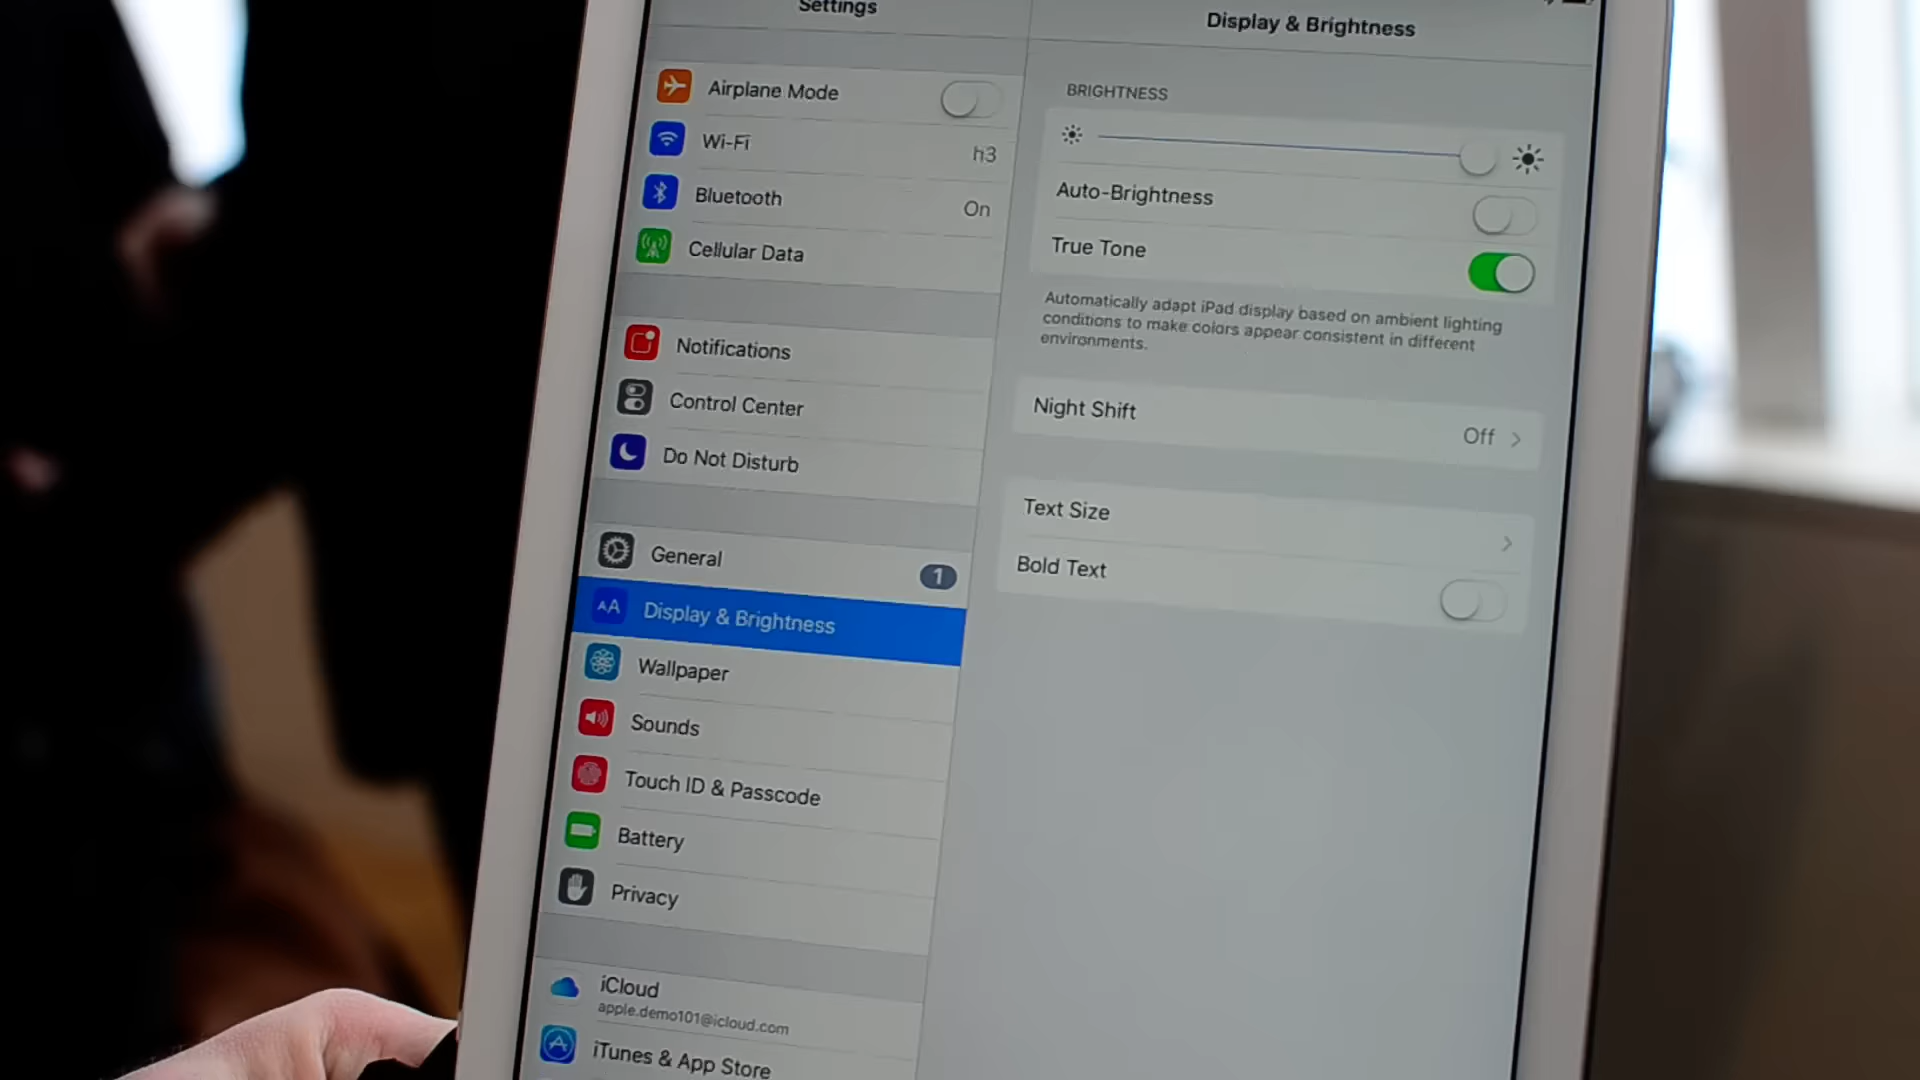 Settings
Airplane Mode
Wi-Fi
h3
Bluetooth
On
Cellular Data
Notifications
Control Center
Do Not Disturb
General
1
AA Display & Brightness
Wallpaper
Sounds
Touch ID & Passcode
Battery
Privacy
iCloud
apple.demo101@icloud.com
iTunes & App Store
Display & Brightness
BRIGHTNESS
Auto-Brightness
True Tone
Automatically adapt iPad display based on ambient lighting
conditions to make colors appear consistent in different
environments.
Night Shift
Off
Text Size
Bold Text